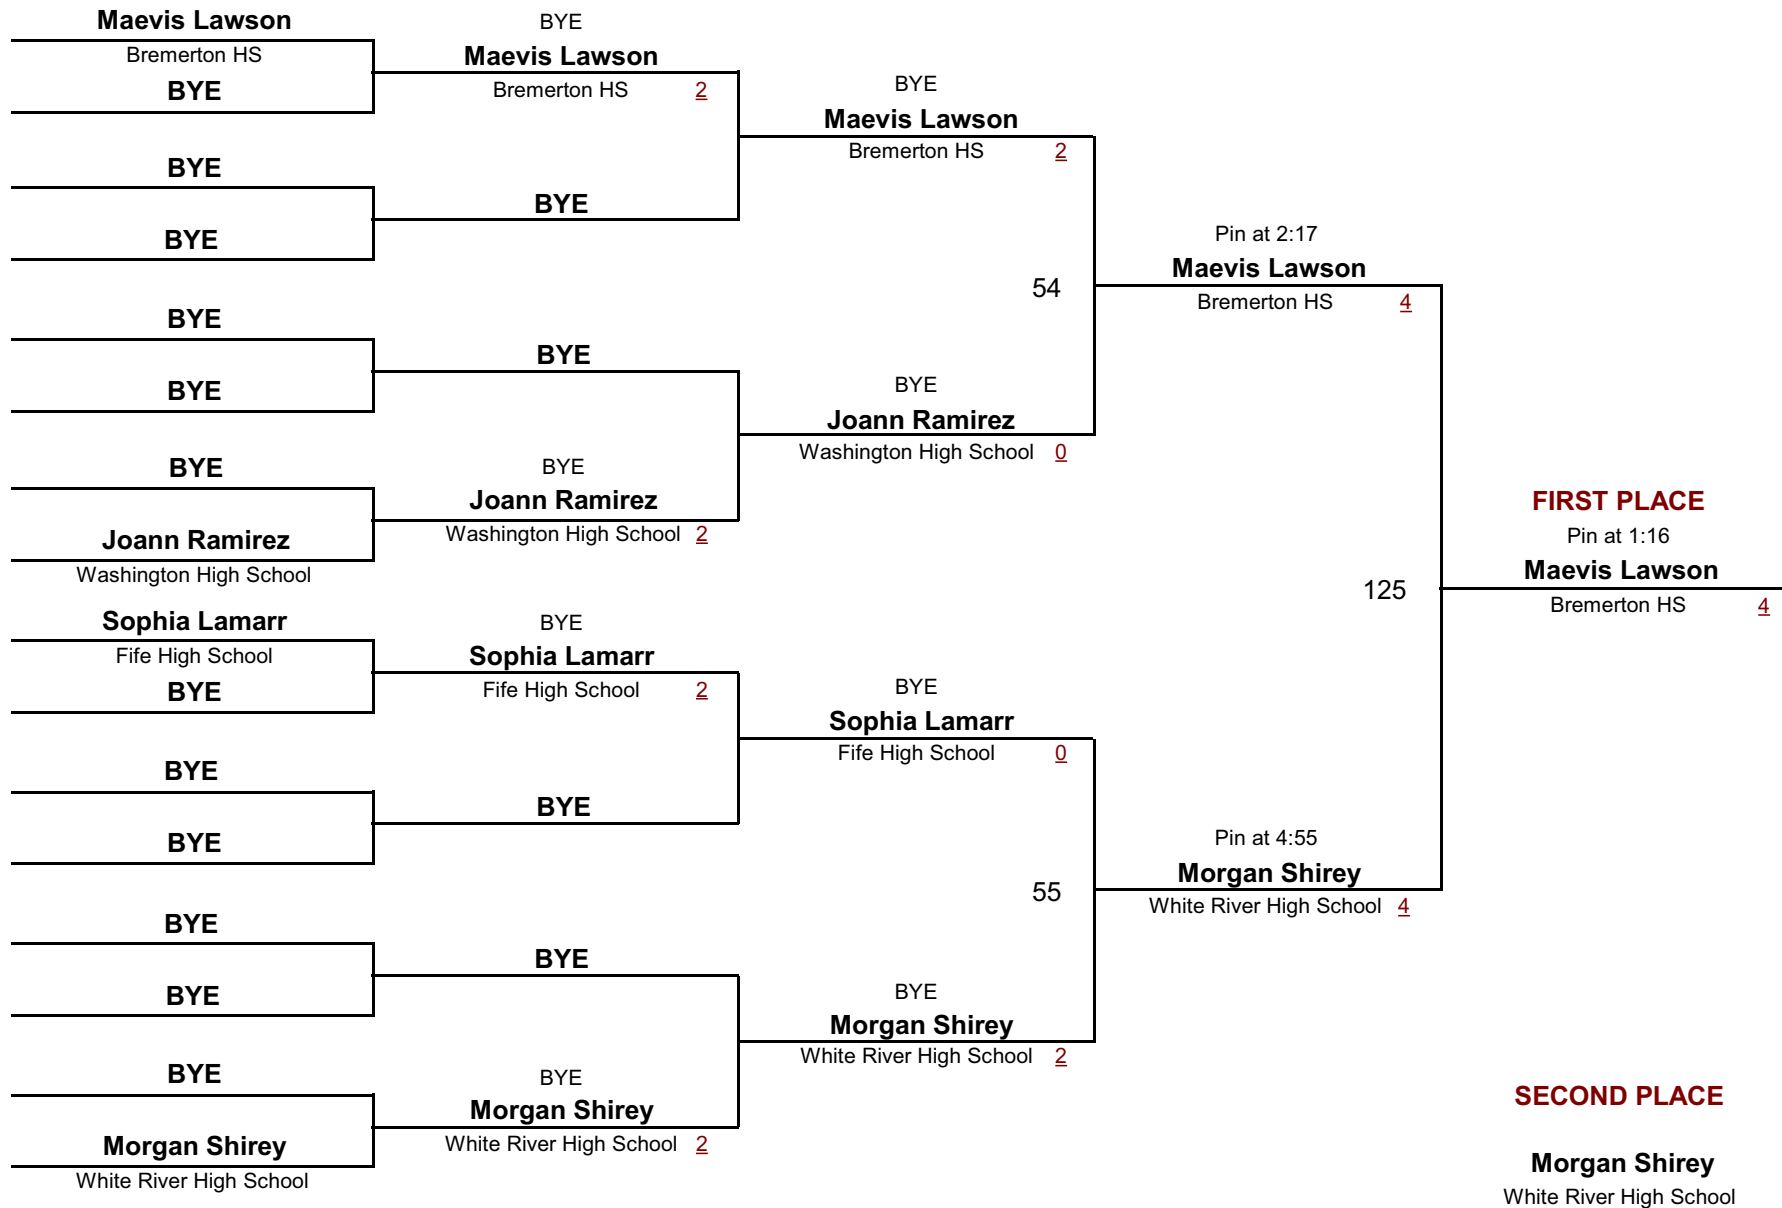 Maevis Lawson
Bremerton HS
BYE
BYE
BYE
BYE
BYE
BYE
Joann Ramirez
Washington High School
Sophia Lamarr
Fife High School
BYE
BYE
BYE
BYE
BYE
BYE
Morgan Shirey
White River High School
BYE
Maevis Lawson
Bremerton HS 2
BYE
BYE
BYE
Joann Ramirez
Washington High School 2
BYE
Sophia Lamarr
Fife High School 2
BYE
BYE
BYE
Morgan Shirey
White River High School 2
BYE
Maevis Lawson
Bremerton HS 2
54
BYE
Joann Ramirez
Washington High School 0
BYE
Sophia Lamarr
Fife High School 0
55
BYE
Morgan Shirey
White River High School 2
Pin at 2:17
Maevis Lawson
Bremerton HS 4
125
Pin at 4:55
Morgan Shirey
White River High School 4
FIRST PLACE
Pin at 1:16
Maevis Lawson
Bremerton HS 4
SECOND PLACE
Morgan Shirey
White River High School